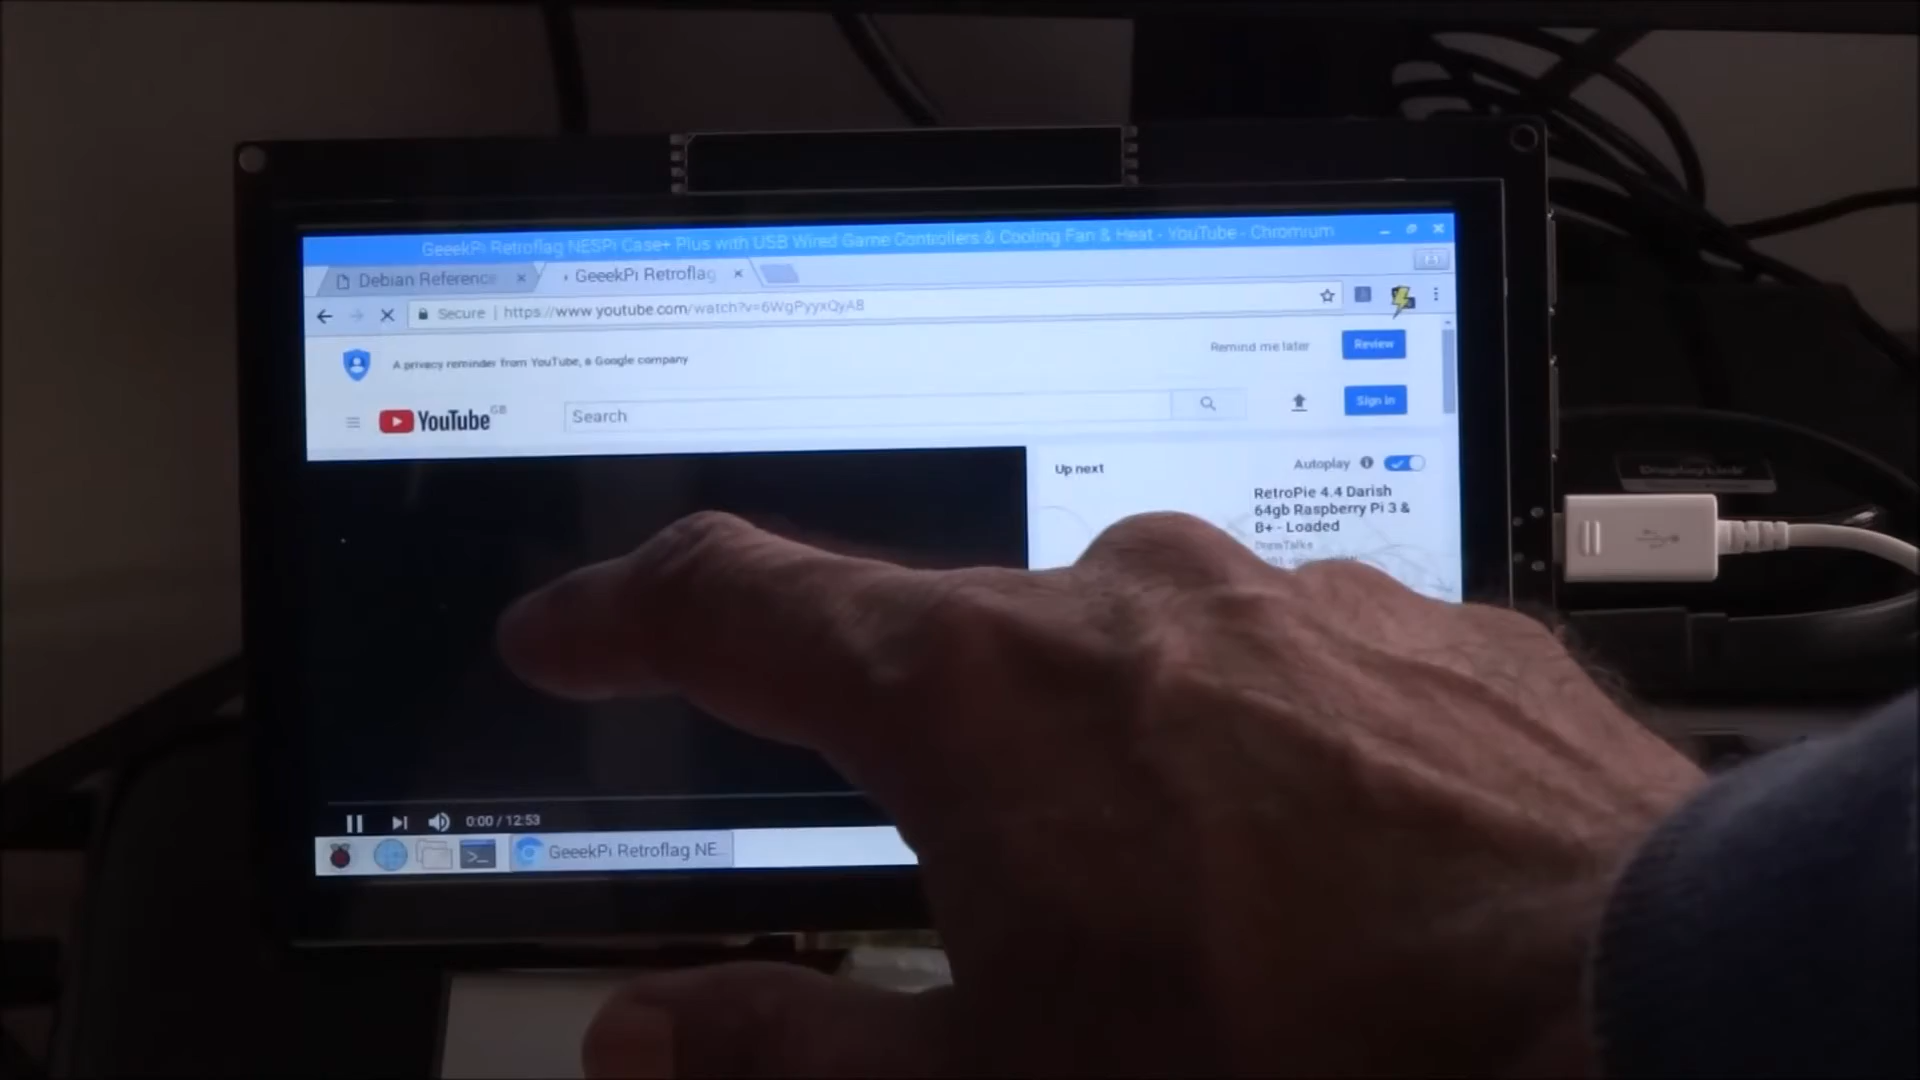 GeeekPi Retroflag NESPi Case+ Plus with USB Wired Game Controllers & Cooling Fan & Heat - YouTube - Chromium
Debian Reference
GeeekPi Retroflag
Secure | https://www.youtube.com/watch?v=6WgPyyxQyA8
A privacy reminder from YouTube, a Google company
Remind me later
Review
YouTube GB
Search
Sign in
Up next
Autoplay
RetroPie 4.4 Darish
64gb Raspberry Pi 3 &
B+ - Loaded
0:00 / 12:53
GeeekPi Retroflag NE...
DisplayLink